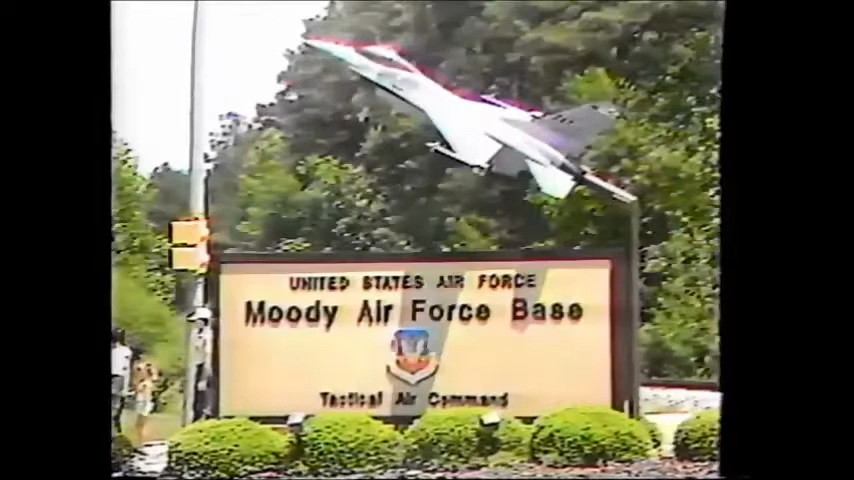 UNITED STATES AIR FORCE
Moody Air Force Base
Tactical Air Command